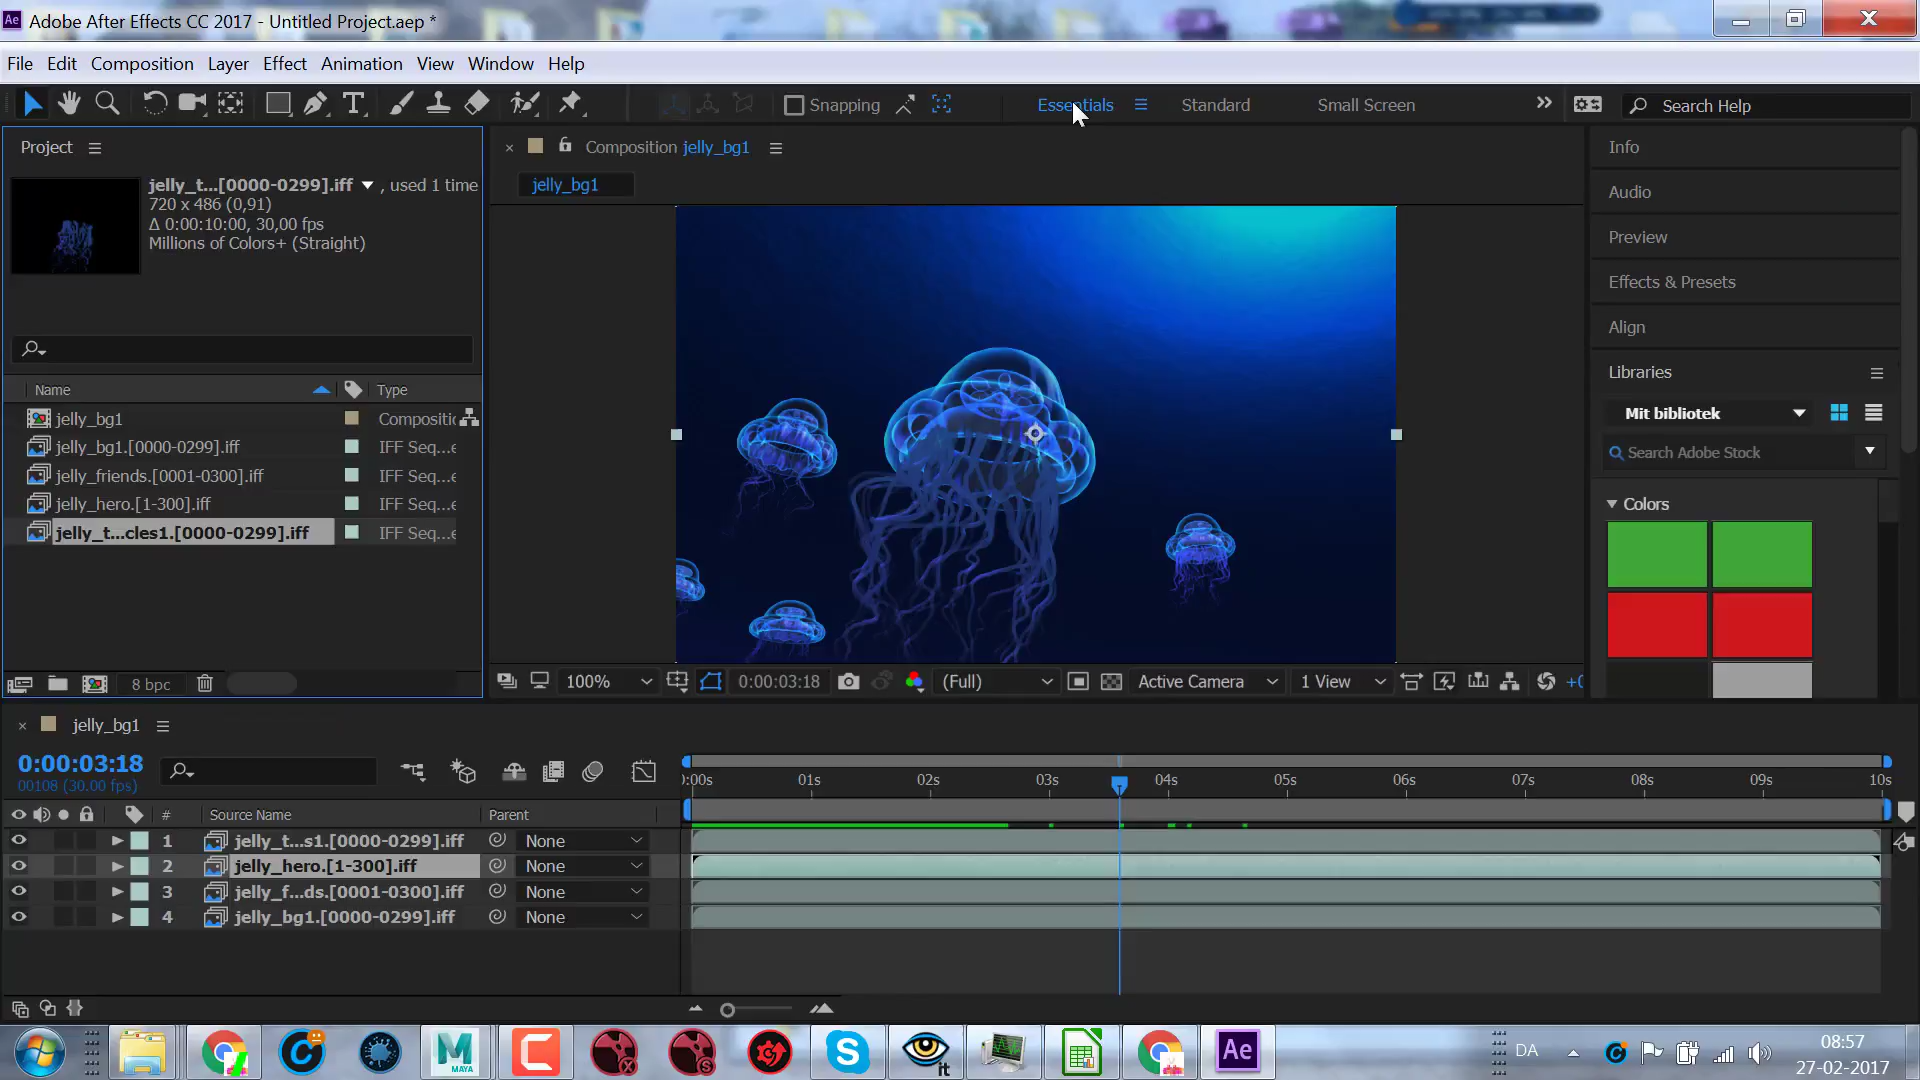 Adobe After Effects CC 2017 - Untitled Project.aep *
File Edit Composition Layer Effect Animation View Window Help
Snapping
Essentials
Standard
Small Screen
Search Help
Project
jelly_t...[0000-0299].iff , used 1 time
720 x 486 (0,91)
Δ 0:00:10:00, 30,00 fps
Millions of Colors+ (Straight)
Name Type
jelly_bg1 Compositic
jelly_bg1.[0000-0299].iff IFF Seq...e
jelly_friends.[0001-0300].iff IFF Seq...e
jelly_hero.[1-300].iff IFF Seq...e
jelly_t...cles1.[0000-0299].iff IFF Seq...e
8 bpc
Composition jelly_bg1
jelly_bg1
100%
0:00:03:18
(Full)
Active Camera
1 View
+0
Info
Audio
Preview
Effects & Presets
Align
Libraries
Mit bibliotek
Search Adobe Stock
Colors
jelly_bg1
0:00:03:18
00108 (30.00 fps)
):00s 01s 02s 03s 04s 05s 06s 07s 08s 09s 10s
# Source Name Parent
1 jelly_t...s1.[0000-0299].iff None
2 jelly_hero.[1-300].iff None
3 jelly_f...ds.[0001-0300].iff None
4 jelly_bg1.[0000-0299].iff None
MAYA
it
Ae
DA
08:57
27-02-2017